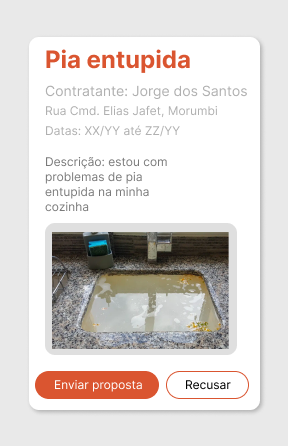 Pia entupida
Contratante: Jorge dos Santos
Rua Cmd. Elias Jafet, Morumbi
Datas: XX/YY até ZZ/YY
Descrição: estou com
problemas de pia
entupida na minha
cozinha
Enviar proposta
Recusar